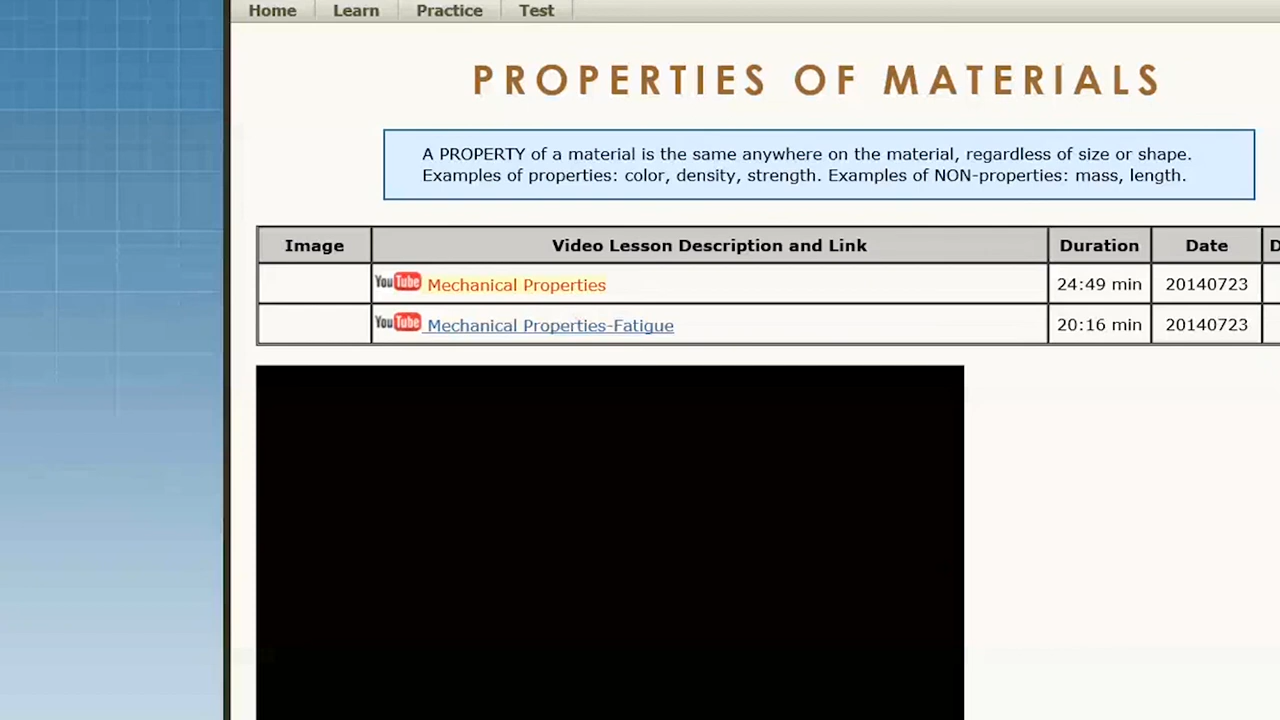 Home Learn Practice Test
PROPERTIES OF MATERIALS
A PROPERTY of a material is the same anywhere on the material, regardless of size or shape.
Examples of properties: color, density, strength. Examples of NON-properties: mass, length.
Image Video Lesson Description and Link Duration Date
YouTube Mechanical Properties 24:49 min 20140723
YouTube Mechanical Properties-Fatigue 20:16 min 20140723